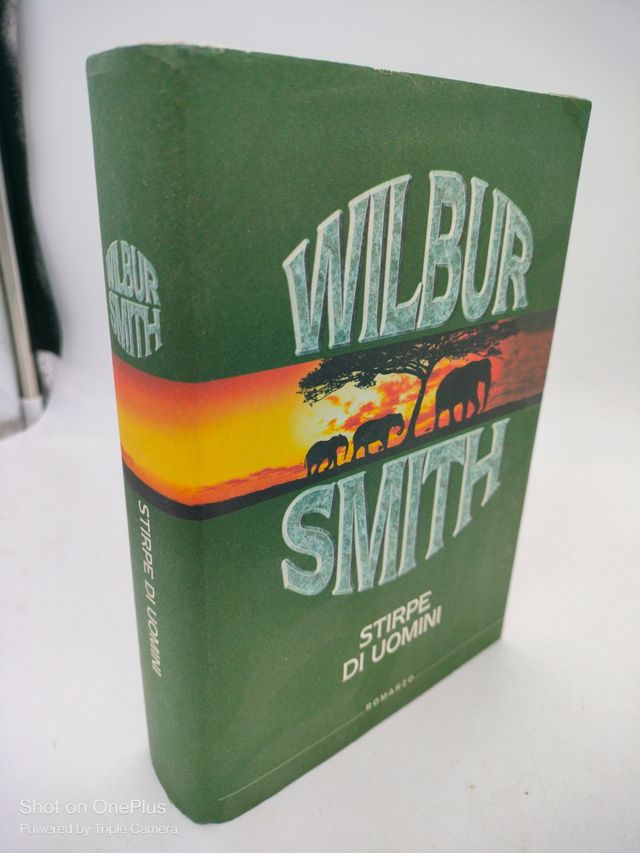 WILBUR
SMITH
STIRPE DI UOMINI
WILBUR
SMITH
STIRPE
DI UOMINI
ROMANZO
Shot on OnePlus
Powered by Triple Camera